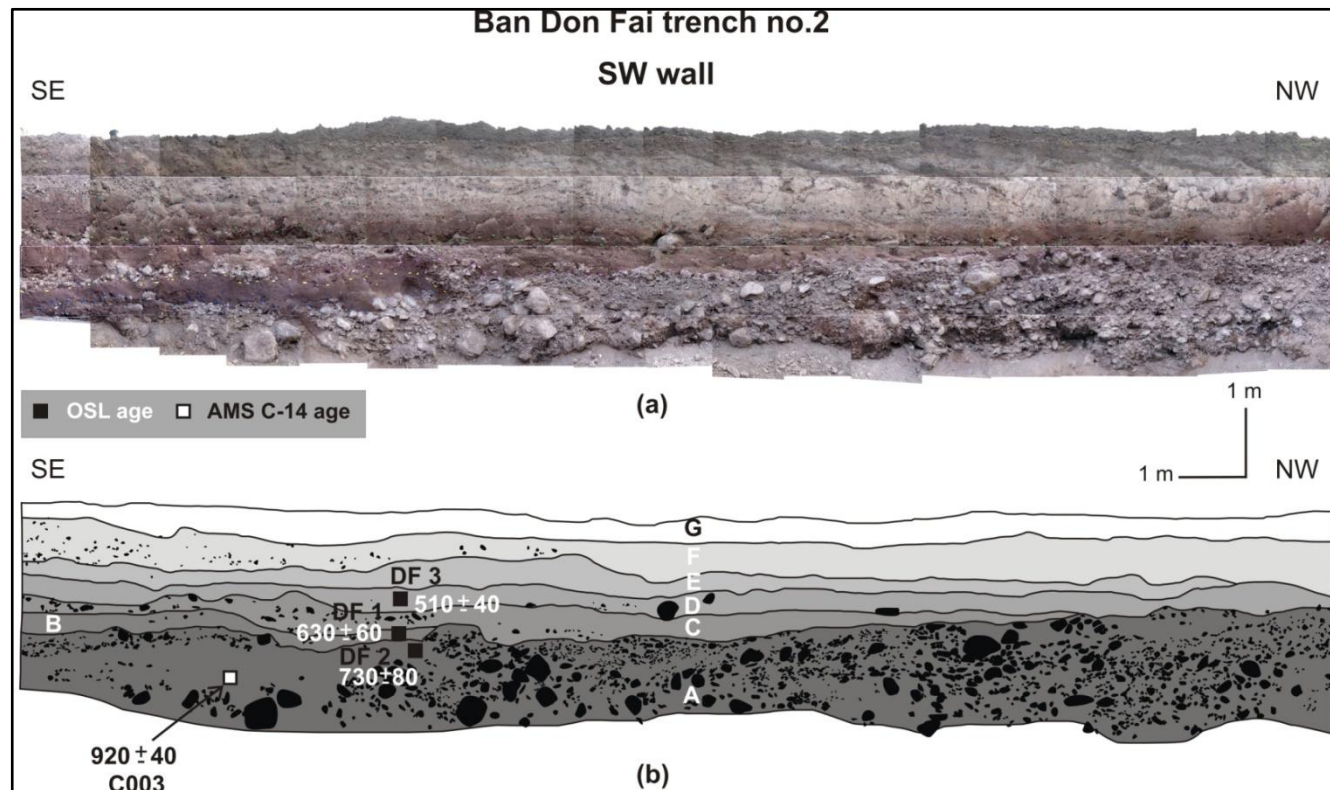 Ban Don Fai trench no.2
SW wall
SE
NW
(a)
1 m
1 m
OSL age
AMS C-14 age
SE
NW
G
F
E
D
C
B
A
DF 3
510 ± 40
DF 1
630 ± 60
DF 2
730±80
920 ± 40
C003
(b)